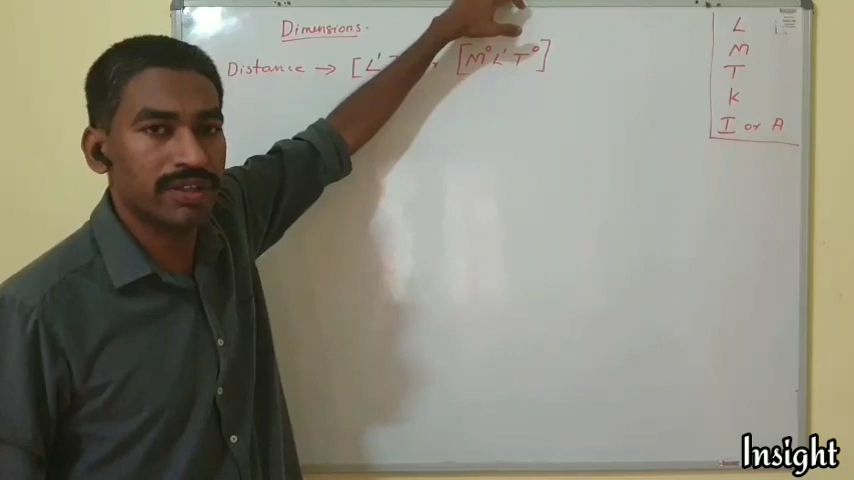 Dimensions.
Distance → [L¹ [M⁰L¹T⁰]
L
M
T
K
I or A
Insight